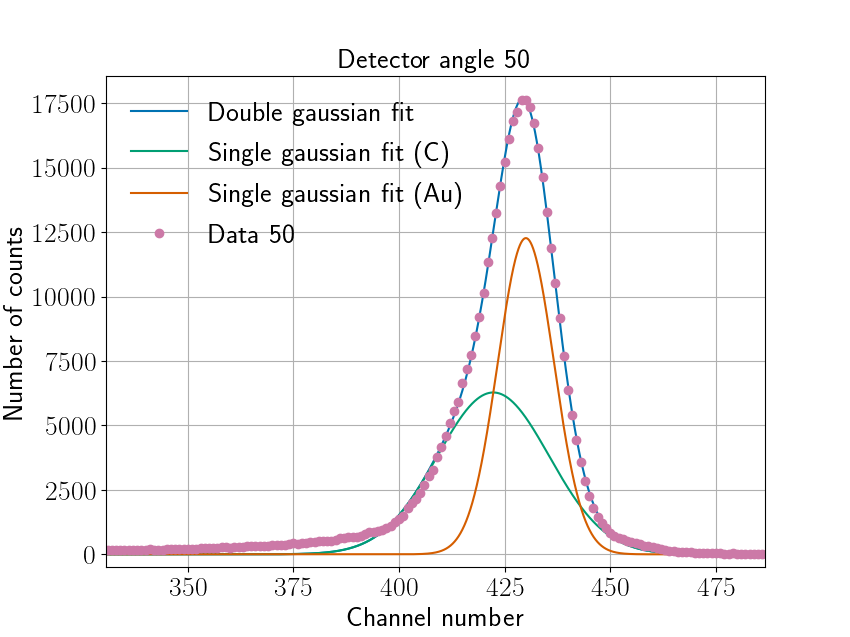 Detector angle 50
Double gaussian fit
Single gaussian fit (C)
Single gaussian fit (Au)
Data 50
Number of counts
17500
15000
12500
10000
7500
5000
2500
0
350 375 400 425 450 475
Channel number